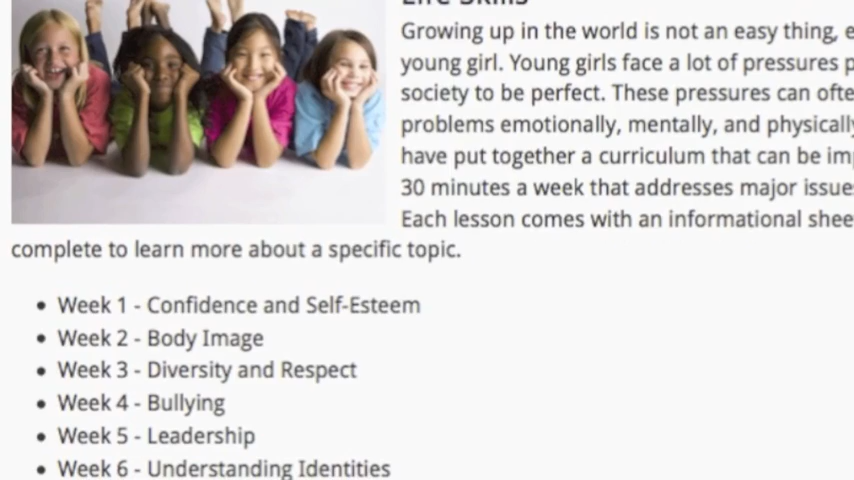 Life Skills
Growing up in the world is not an easy thing, e
young girl. Young girls face a lot of pressures p
society to be perfect. These pressures can ofte
problems emotionally, mentally, and physically
have put together a curriculum that can be im
30 minutes a week that addresses major issue
Each lesson comes with an informational shee
complete to learn more about a specific topic.
• Week 1 - Confidence and Self-Esteem
• Week 2 - Body Image
• Week 3 - Diversity and Respect
• Week 4 - Bullying
• Week 5 - Leadership
• Week 6 - Understanding Identities